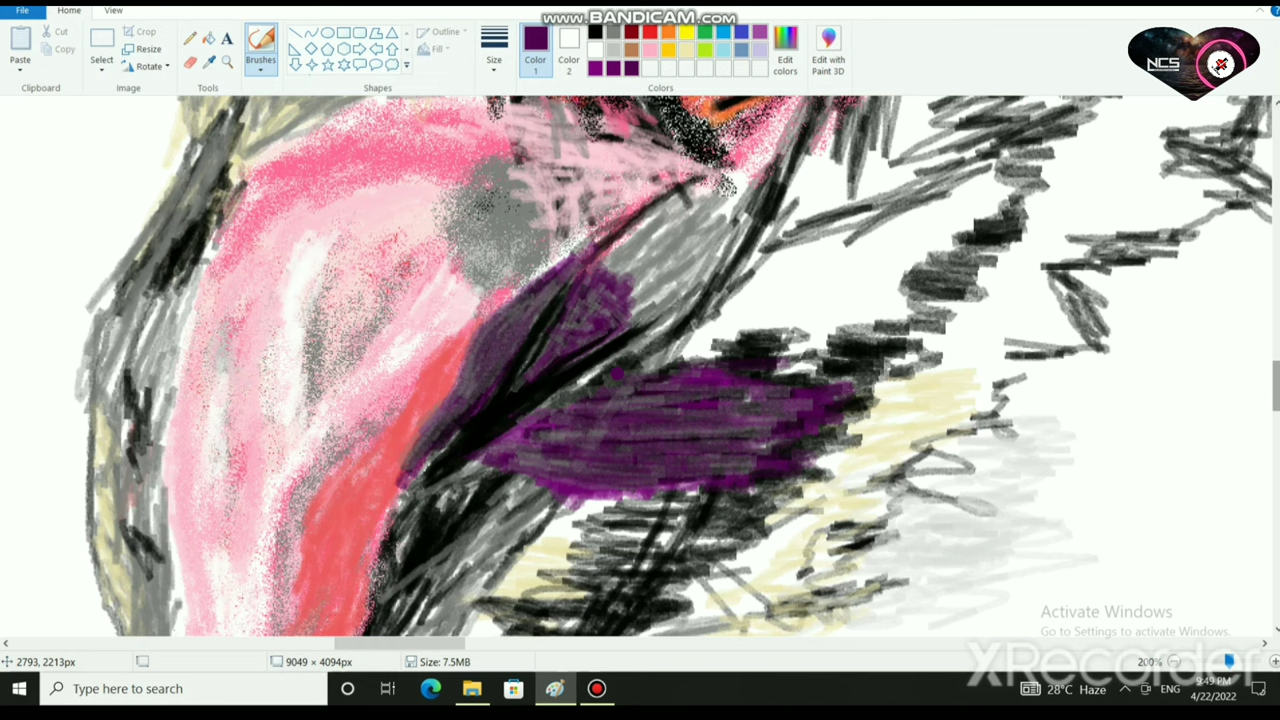 www.BANDICAM.com
File
Home
View
Paste
Cut
Copy
Clipboard
Select
Crop
Resize
Rotate
Image
Tools
Brushes
Shapes
Outline
Fill
Size
Color
1
Color
2
Colors
Edit
colors
Edit with
Paint 3D
NCS
Activate Windows
Go to Settings to activate Windows.
2793, 2213px
9049 × 4094px
Size: 7.5MB
200%
XRecorder
Type here to search
28°C Haze
ENG
9:49 PM
4/22/2022